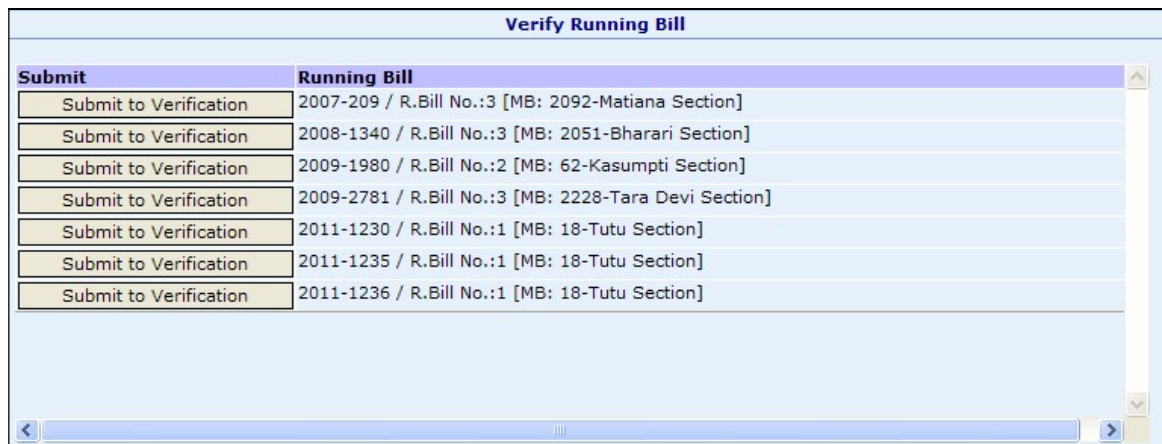 Verify Running Bill
Submit Running Bill
Submit to Verification 2007-209 / R.Bill No.:3 [MB: 2092-Matiana Section]
Submit to Verification 2008-1340 / R.Bill No.:3 [MB: 2051-Bharari Section]
Submit to Verification 2009-1980 / R.Bill No.:2 [MB: 62-Kasumpti Section]
Submit to Verification 2009-2781 / R.Bill No.:3 [MB: 2228-Tara Devi Section]
Submit to Verification 2011-1230 / R.Bill No.:1 [MB: 18-Tutu Section]
Submit to Verification 2011-1235 / R.Bill No.:1 [MB: 18-Tutu Section]
Submit to Verification 2011-1236 / R.Bill No.:1 [MB: 18-Tutu Section]